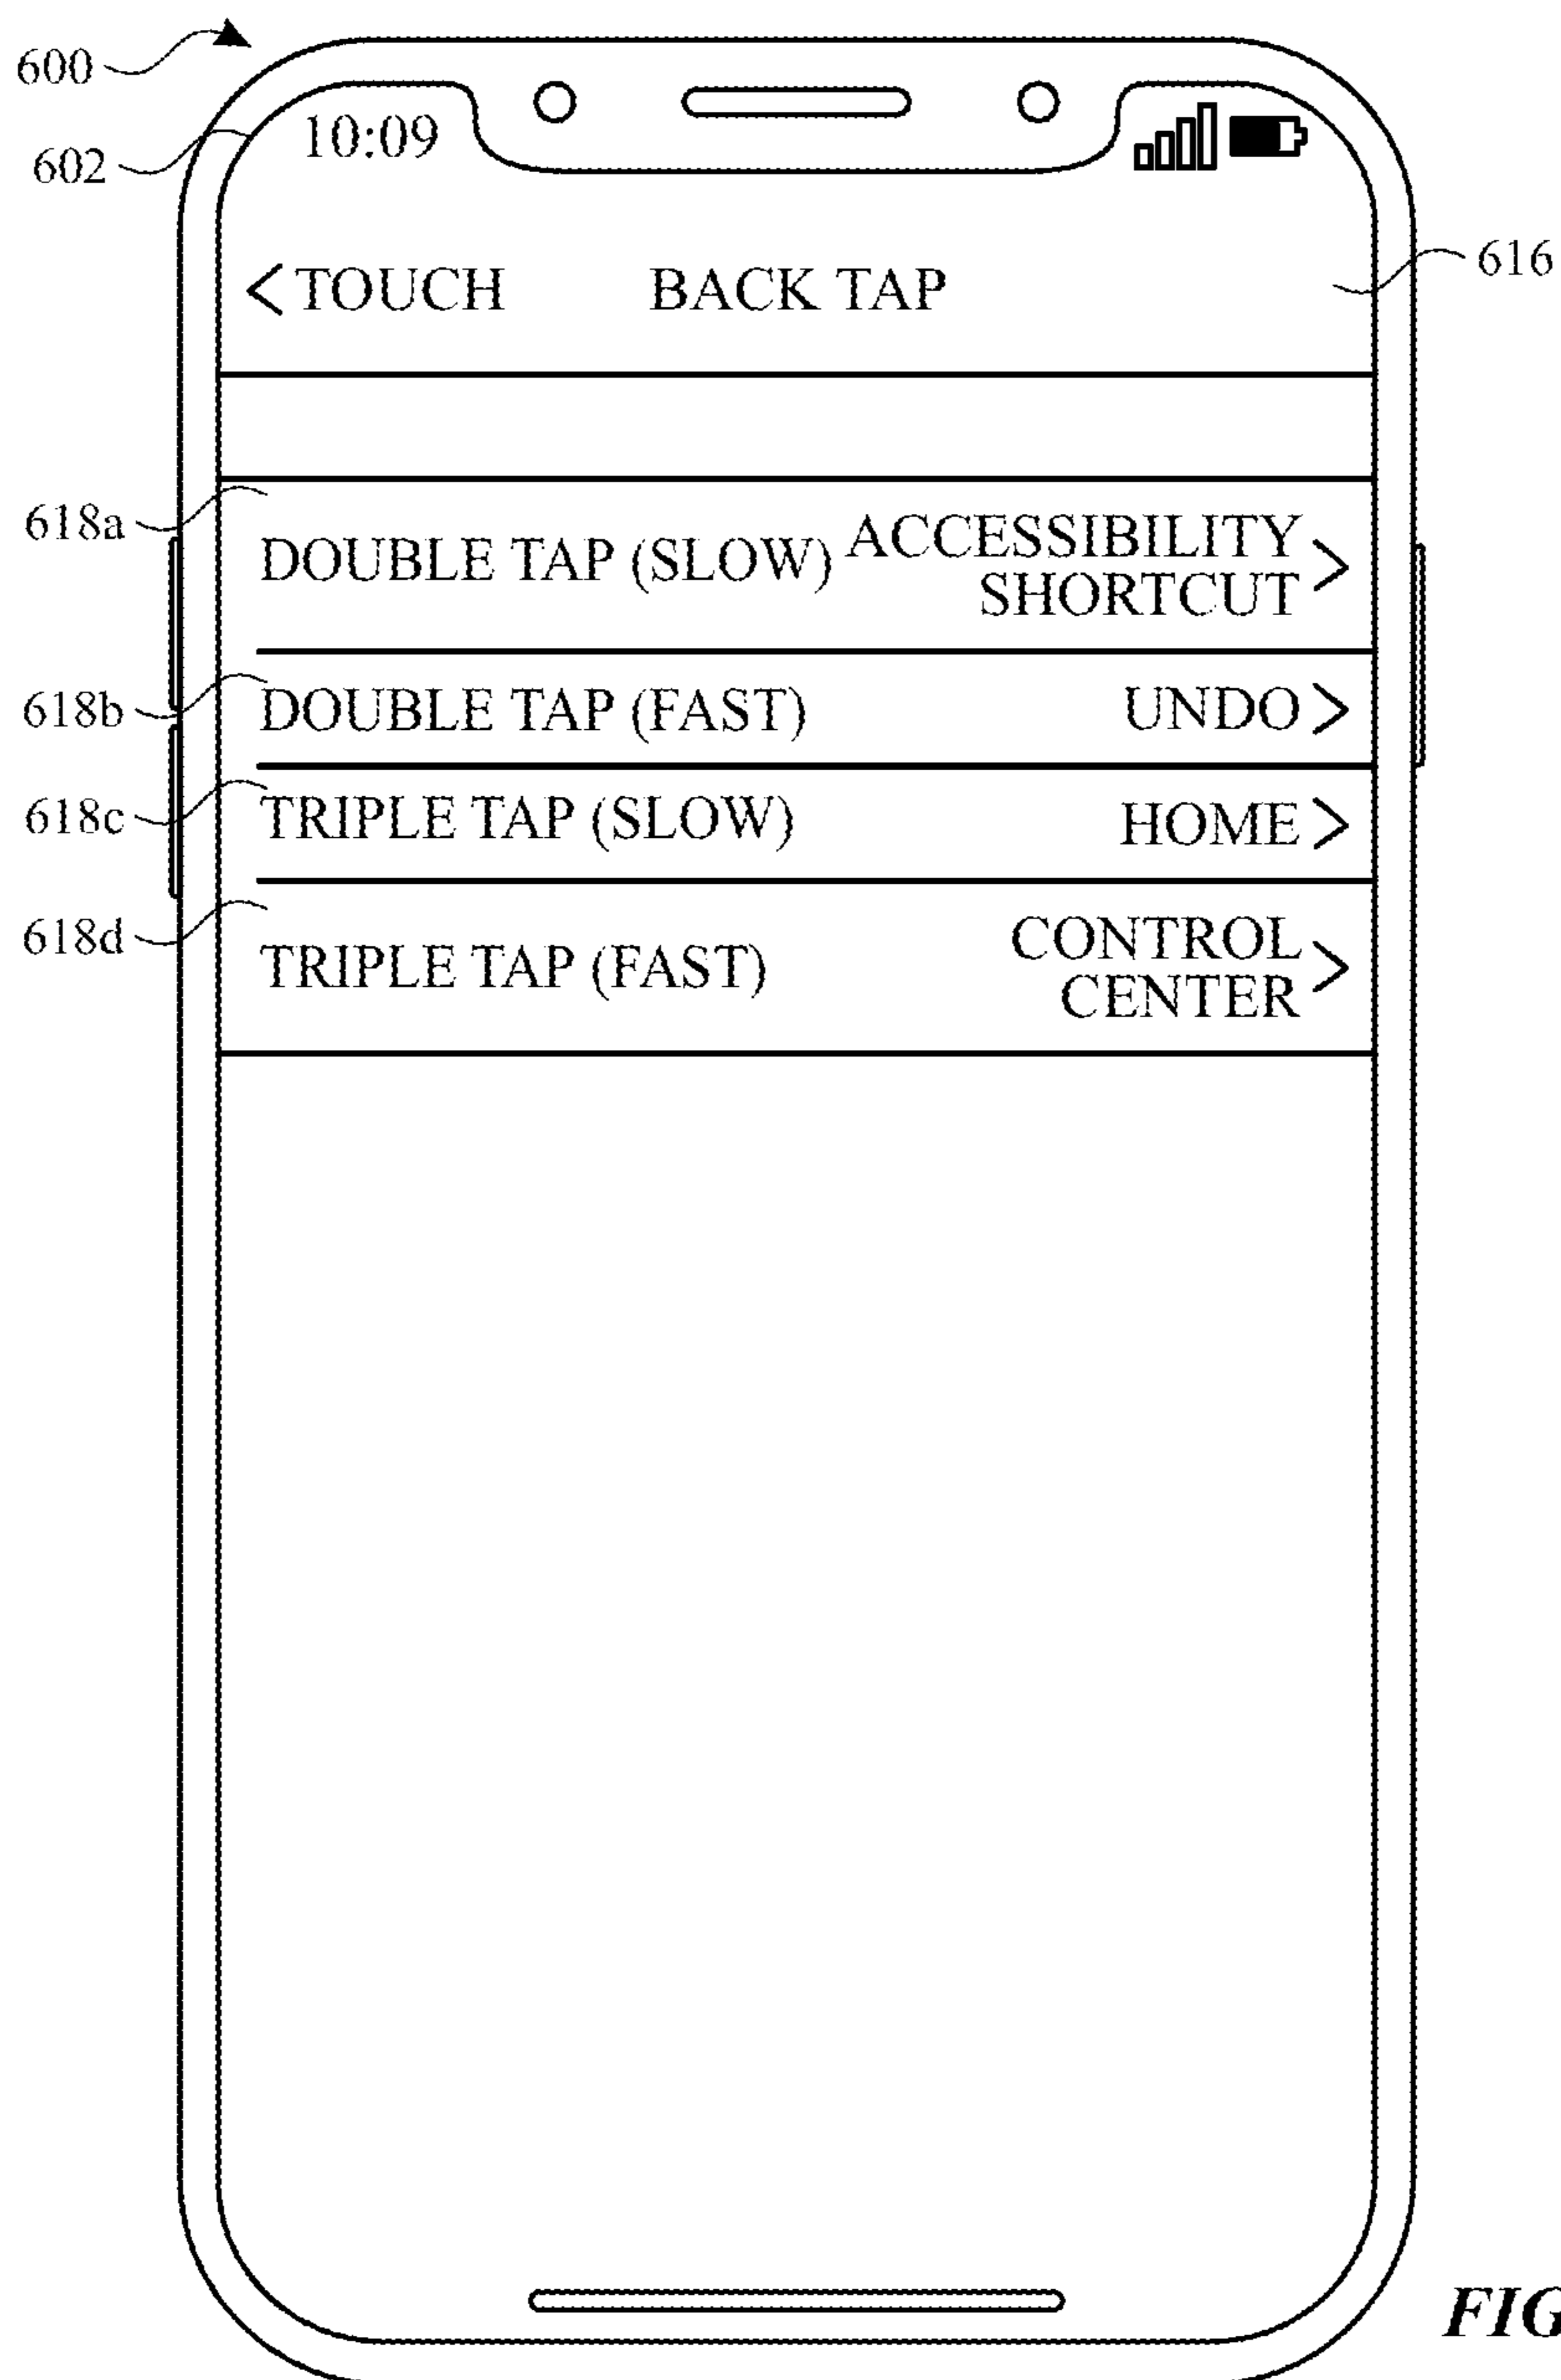 600
602
10:09
616
< TOUCH BACK TAP
618a
DOUBLE TAP (SLOW) ACCESSIBILITY
SHORTCUT >
618b
DOUBLE TAP (FAST) UNDO >
618c
TRIPLE TAP (SLOW) HOME >
618d
TRIPLE TAP (FAST) CONTROL
CENTER >
FIG